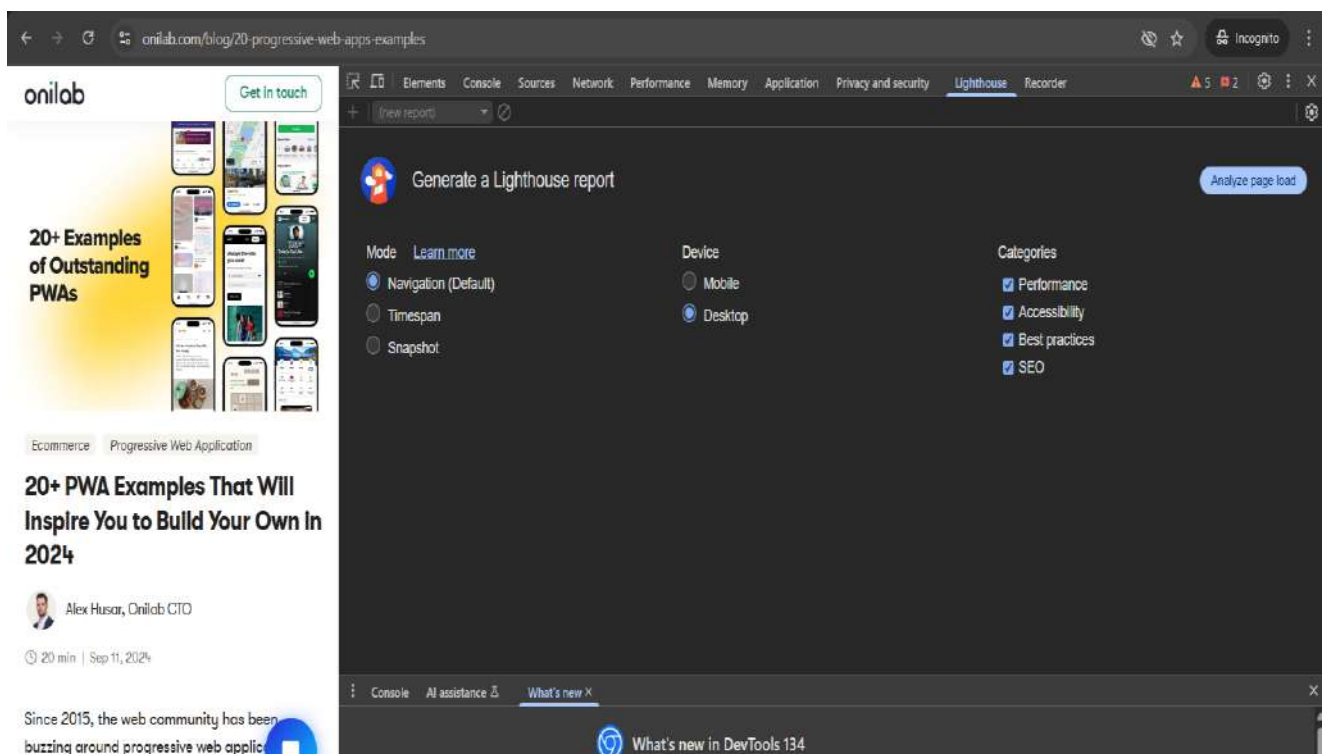 onilab.com/blog/20-progressive-web-apps-examples
Incognito
onilab
Get in touch
20+ Examples
of Outstanding
PWAs
Ecommerce Progressive Web Application
20+ PWA Examples That Will
Inspire You to Build Your Own in
2024
Alex Husar, Onilab CTO
20 min | Sep 11, 2024
Since 2015, the web community has been
buzzing around progressive web
Elements Console Sources Network Performance Memory Application Privacy and security Lighthouse Recorder
5 2
(new report)
Generate a Lighthouse report
Analyze page load
Mode Learn more
Navigation (Default)
Timespan
Snapshot
Device
Mobile
Desktop
Categories
Performance
Accessibility
Best practices
SEO
Console AI assistance What's new
What's new in DevTools 134